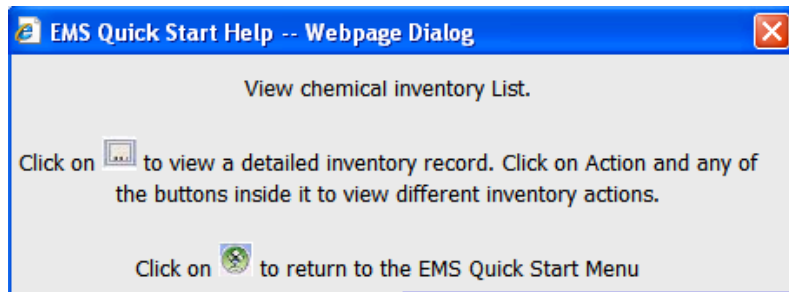 EMS Quick Start Help -- Webpage Dialog
View chemical inventory List.
Click on to view a detailed inventory record. Click on Action and any of
the buttons inside it to view different inventory actions.
Click on to return to the EMS Quick Start Menu